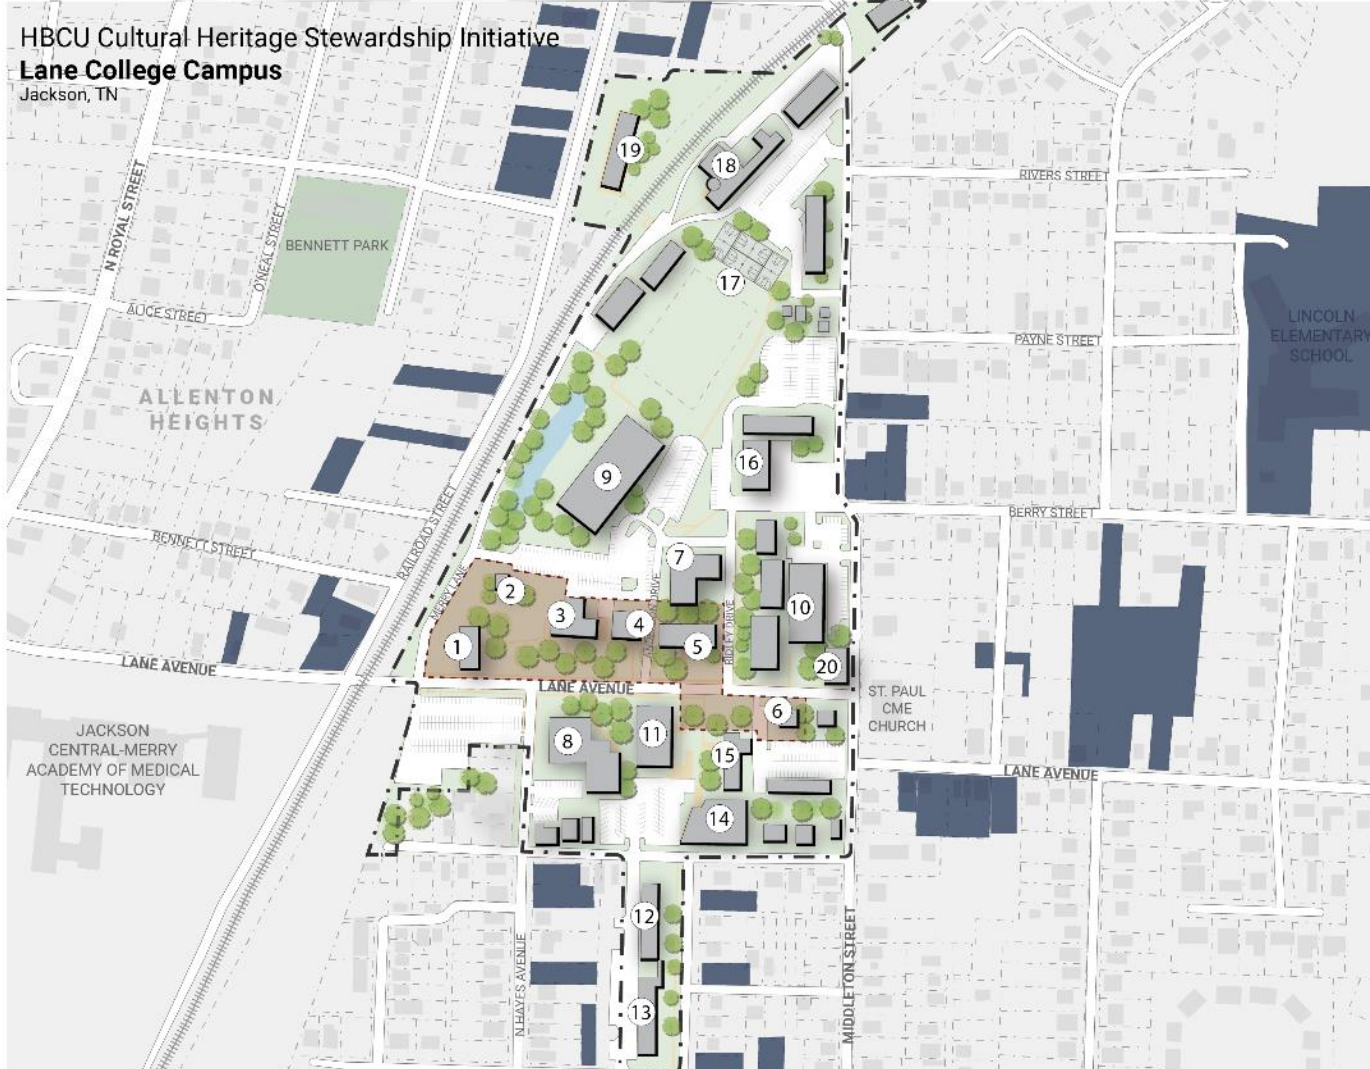 HBCU Cultural Heritage Stewardship Initiative
Lane College Campus
Jackson, TN
19
18
RIVERS STREET
N ROYAL STREET
O'NEAL STREET
BENNETT PARK
17
ALICE STREET
LINCOLN
ELEMENTARY
SCHOOL
PAYNE STREET
ALLENTON
HEIGHTS
16
9
BERRY STREET
RAILROAD STREET
BENNETT STREET
7
2
10
3
4
RIDLEY DRIVE
1
5
20
LANE AVENUE
LANE AVENUE
ST. PAUL
CME
CHURCH
6
JACKSON
CENTRAL-MERRY
ACADEMY OF MEDICAL
TECHNOLOGY
8
11
15
LANE AVENUE
14
12
N HAYES AVENUE
MIDDLETON STREET
13